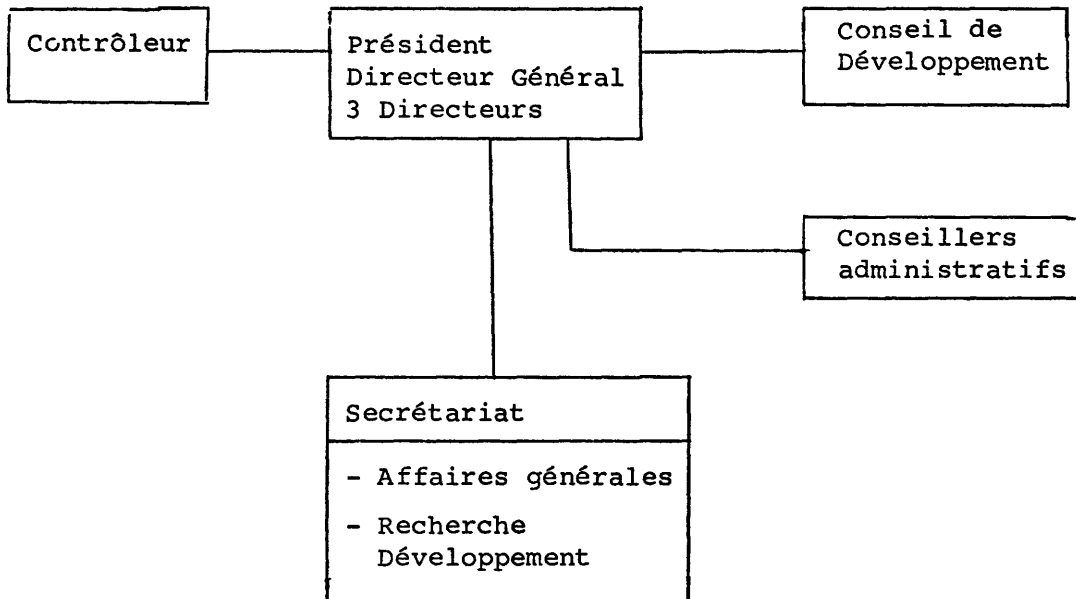 Contrôleur
Président
Directeur Général
3 Directeurs
Conseil de
Développement
Conseillers
administratifs
Secrétariat
- Affaires générales
- Recherche
Développement